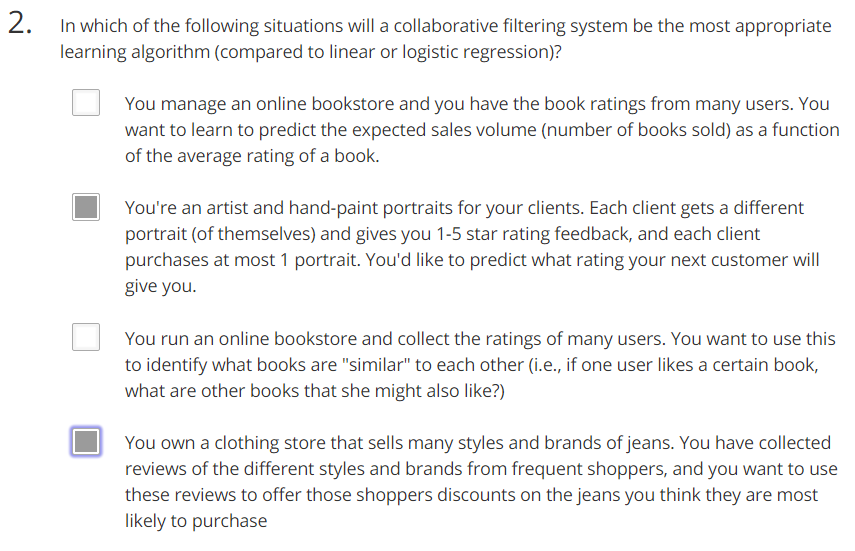 2. In which of the following situations will a collaborative filtering system be the most appropriate
learning algorithm (compared to linear or logistic regression)?
You manage an online bookstore and you have the book ratings from many users. You
want to learn to predict the expected sales volume (number of books sold) as a function
of the average rating of a book.
You're an artist and hand-paint portraits for your clients. Each client gets a different
portrait (of themselves) and gives you 1-5 star rating feedback, and each client
purchases at most 1 portrait. You'd like to predict what rating your next customer will
give you.
You run an online bookstore and collect the ratings of many users. You want to use this
to identify what books are "similar" to each other (i.e., if one user likes a certain book,
what are other books that she might also like?)
You own a clothing store that sells many styles and brands of jeans. You have collected
reviews of the different styles and brands from frequent shoppers, and you want to use
these reviews to offer those shoppers discounts on the jeans you think they are most
likely to purchase